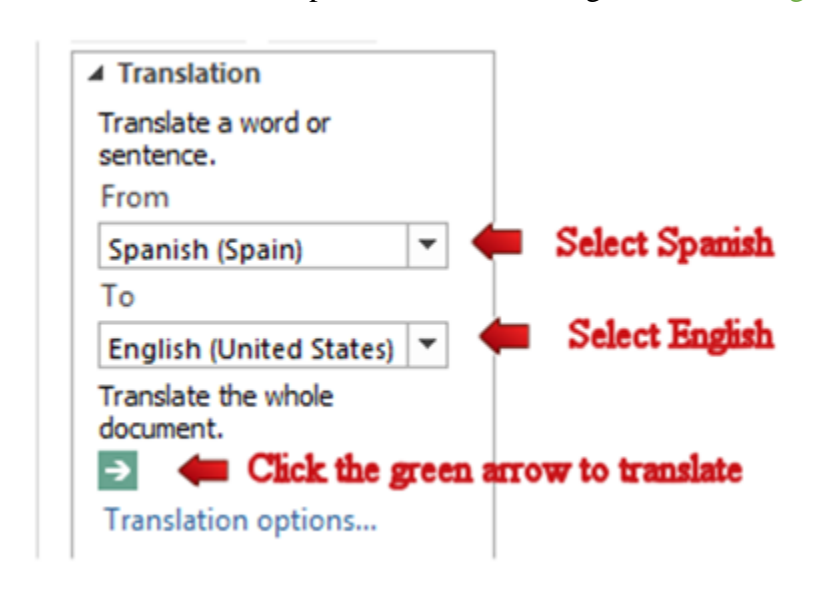 Translation
Translate a word or
sentence.
From
Spanish (Spain)
Select Spanish
To
English (United States)
Select English
Translate the whole
document.
Click the green arrow to translate
Translation options...